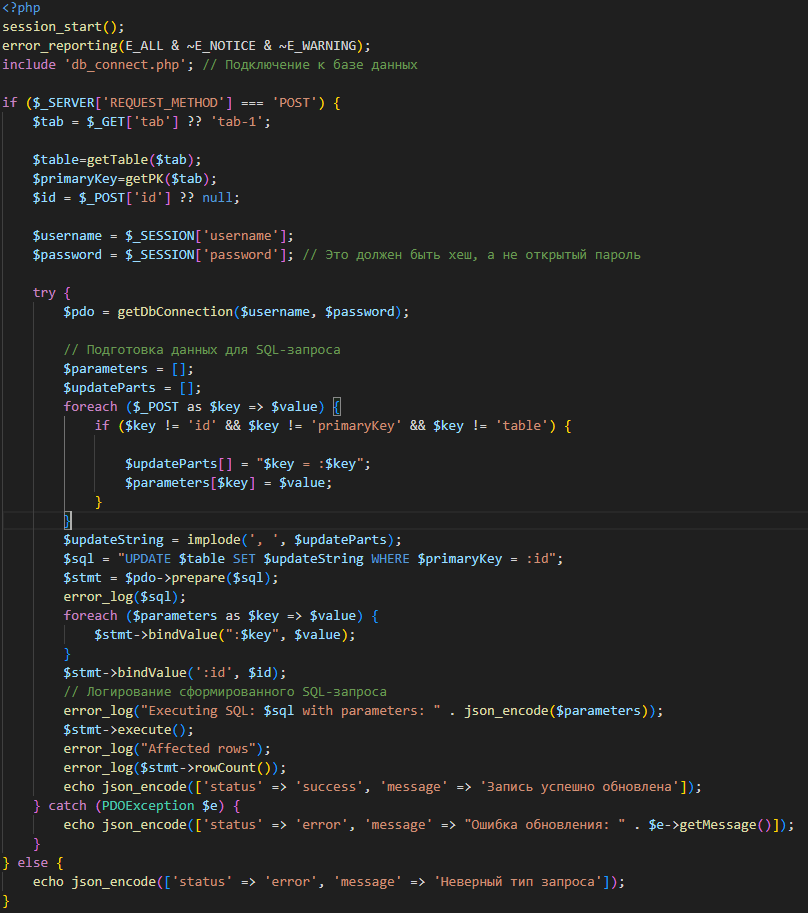 <?php
session_start();
error_reporting(E_ALL & ~E_NOTICE & ~E_WARNING);
include 'db_connect.php'; // Подключение к базе данных

if ($_SERVER['REQUEST_METHOD'] === 'POST') {
    $tab = $_GET['tab'] ?? 'tab-1';

    $table=getTable($tab);
    $primaryKey=getPK($tab);
    $id = $_POST['id'] ?? null;

    $username = $_SESSION['username'];
    $password = $_SESSION['password']; // Это должен быть хеш, а не открытый пароль

    try {
        $pdo = getDbConnection($username, $password);

        // Подготовка данных для SQL-запроса
        $parameters = [];
        $updateParts = [];
        foreach ($_POST as $key => $value) {
            if ($key != 'id' && $key != 'primaryKey' && $key != 'table') {

                $updateParts[] = "$key = :$key";
                $parameters[$key] = $value;
            }
        }
        $updateString = implode(', ', $updateParts);
        $sql = "UPDATE $table SET $updateString WHERE $primaryKey = :id";
        $stmt = $pdo->prepare($sql);
        error_log($sql);
        foreach ($parameters as $key => $value) {
            $stmt->bindValue(":$key", $value);
        }
        $stmt->bindValue(':id', $id);
        // Логирование сформированного SQL-запроса
        error_log("Executing SQL: $sql with parameters: " . json_encode($parameters));
        $stmt->execute();
        error_log("Affected rows");
        error_log($stmt->rowCount());
        echo json_encode(['status' => 'success', 'message' => 'Запись успешно обновлена']);
    } catch (PDOException $e) {
        echo json_encode(['status' => 'error', 'message' => "Ошибка обновления: " . $e->getMessage()]);
    }
} else {
    echo json_encode(['status' => 'error', 'message' => 'Неверный тип запроса']);
}